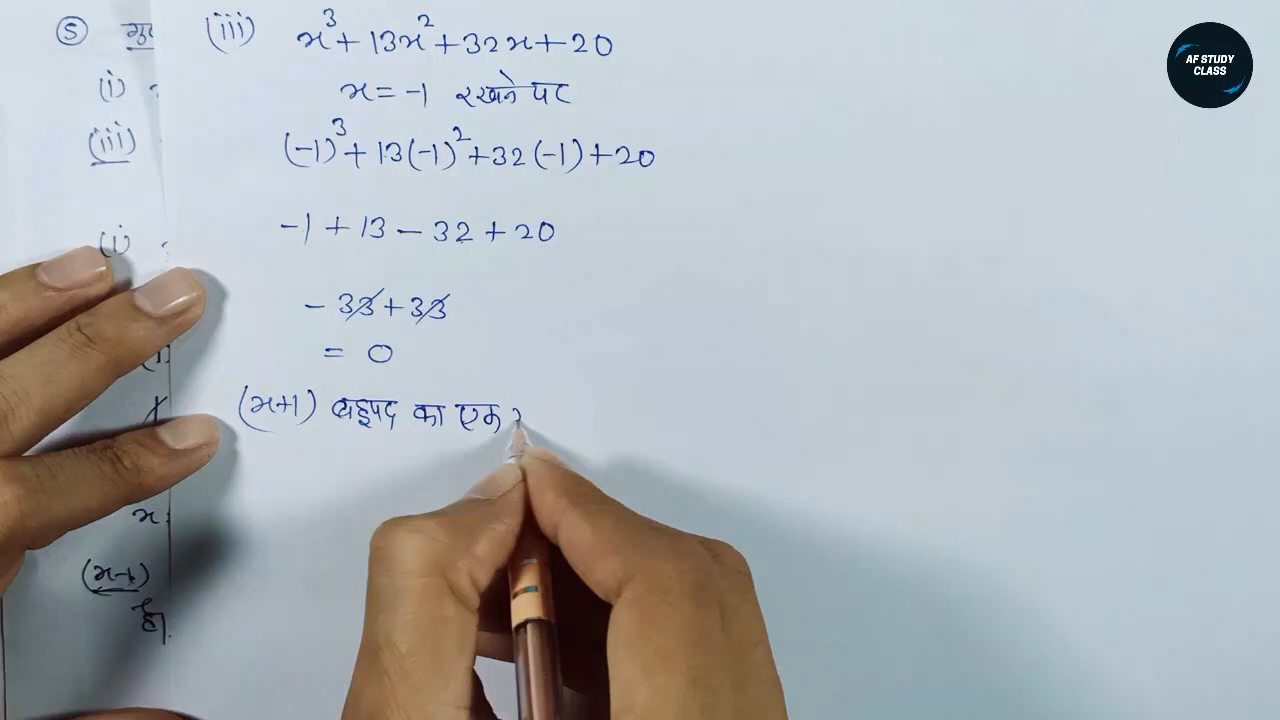 (iii) x³ + 13x² + 32x + 20
x = -1 रखने पर
(-1)³ + 13(-1)² + 32(-1) + 20
-1 + 13 - 32 + 20
- 33 + 33
= 0
(x+1) बहुपद का एक
⑤
(i)
(iii)
(i)
x
(x-1)
है।
AF STUDY
CLASS